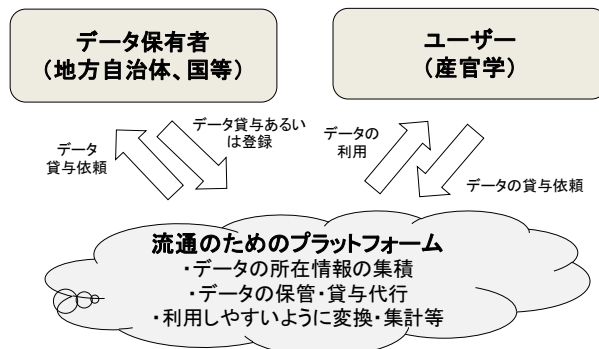 データ保有者
（地方自治体、国等）
ユーザー
（産官学）
データ
貸与依頼
データ貸与あるい
は登録
データの
利用
データの貸与依頼
流通のためのプラットフォーム
・データの所在情報の集積
・データの保管・貸与代行
・利用しやすいように変換・集計等